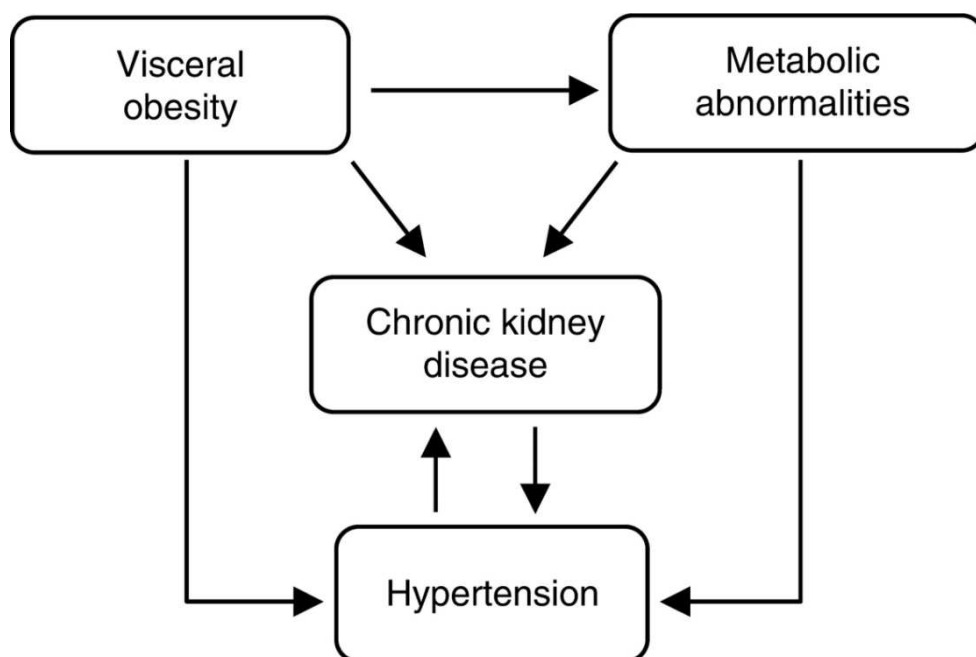 Visceral
obesity
Metabolic
abnormalities
Chronic kidney
disease
Hypertension